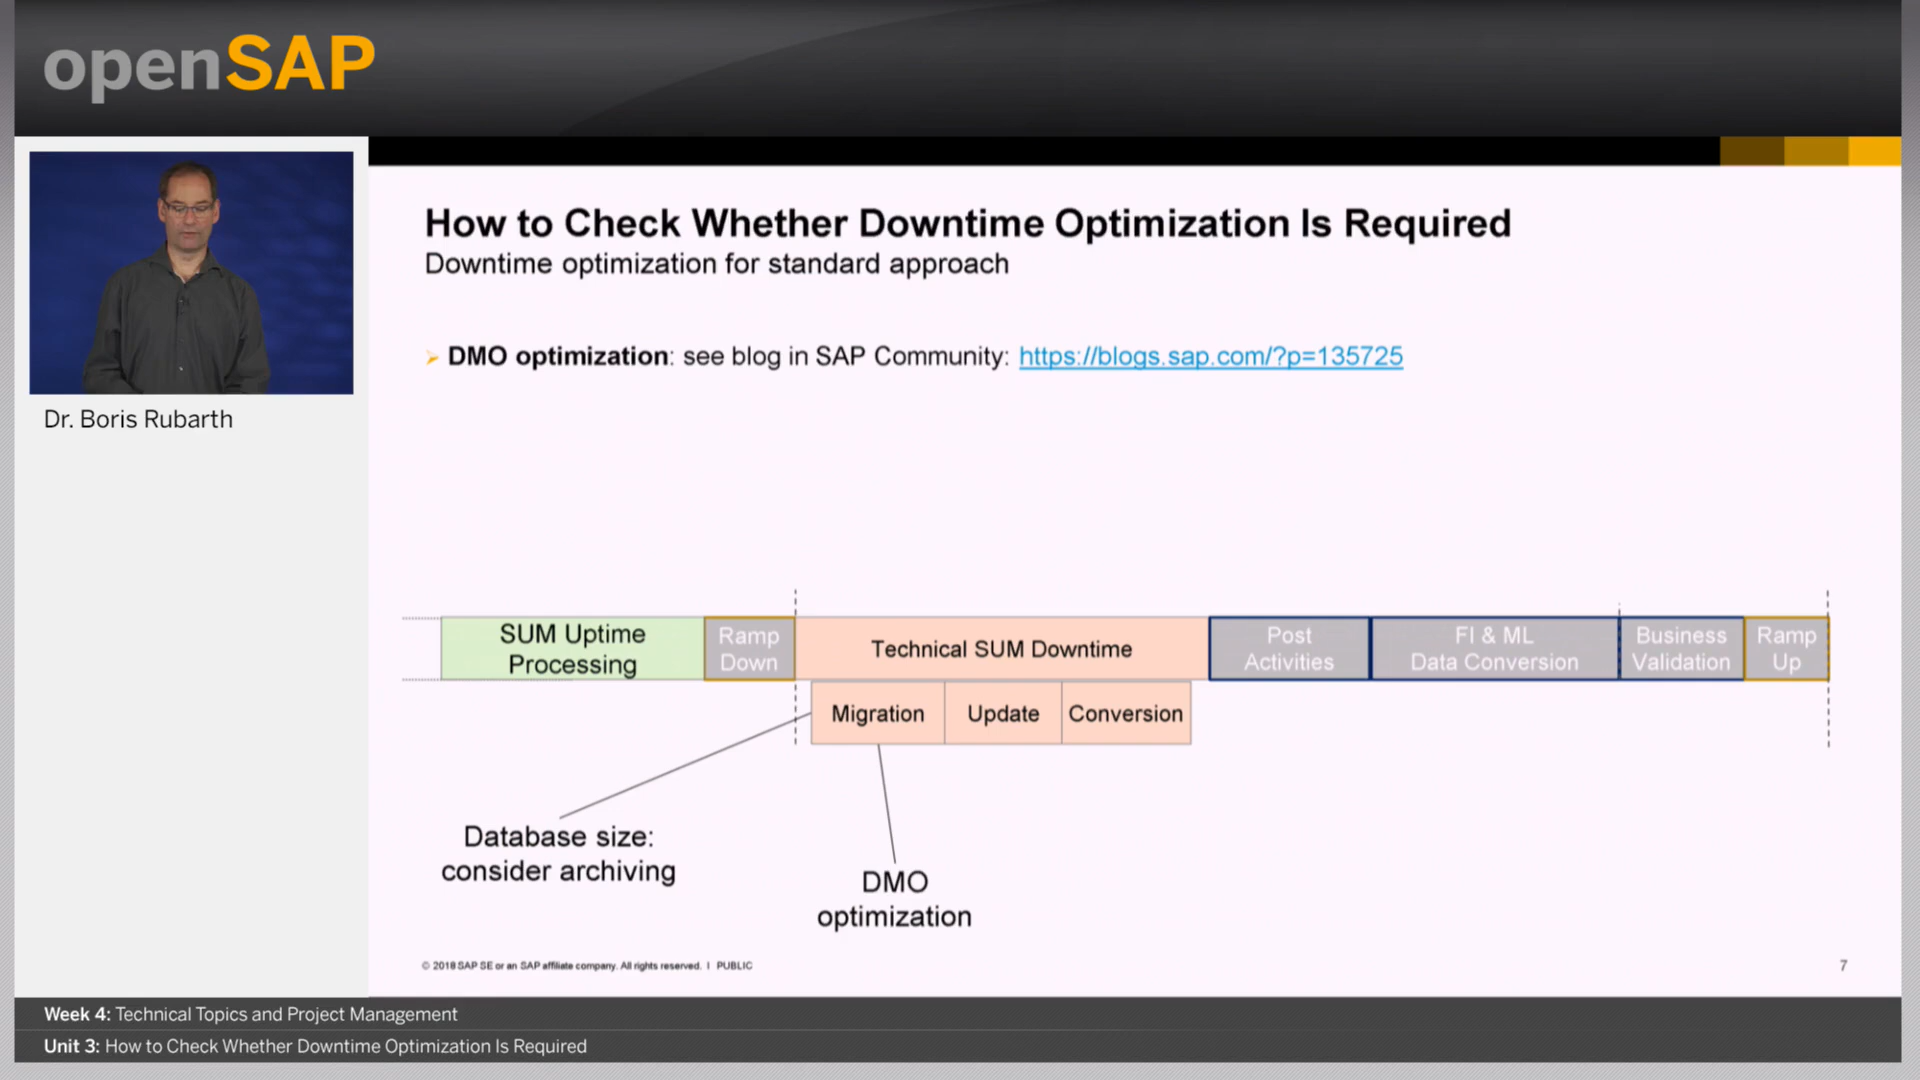 openSAP
Dr. Boris Rubarth
How to Check Whether Downtime Optimization Is Required
Downtime optimization for standard approach
DMO optimization: see blog in SAP Community: https://blogs.sap.com/?p=135725
SUM Uptime
Processing
Ramp
Down
Technical SUM Downtime
Post
Activities
FI & ML
Data Conversion
Business
Validation
Ramp
Up
Migration
Update
Conversion
Database size:
consider archiving
DMO
optimization
© 2018 SAP SE or an SAP affiliate company. All rights reserved. I PUBLIC
7
Week 4: Technical Topics and Project Management
Unit 3: How to Check Whether Downtime Optimization Is Required